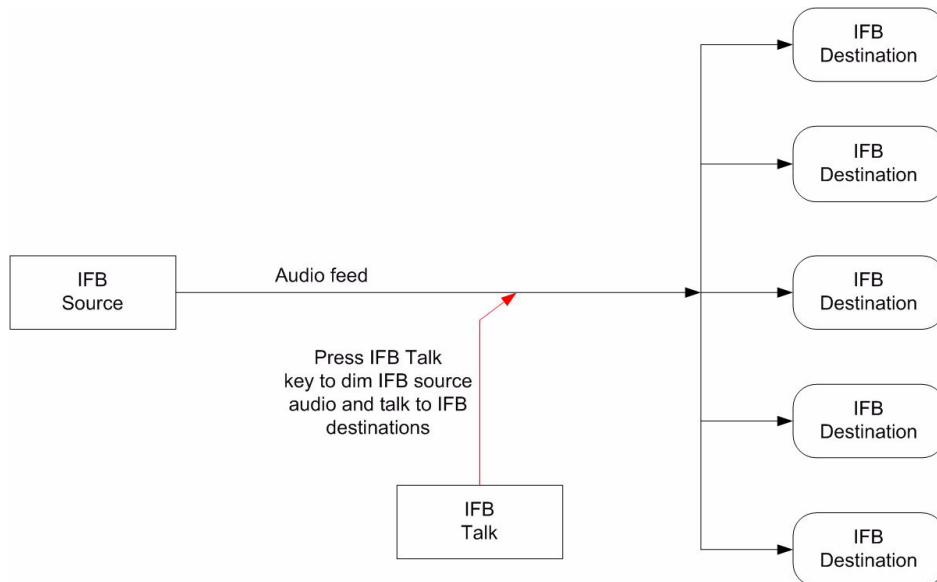 IFB
Destination
IFB
Destination
IFB
Source
Audio feed
IFB
Destination
Press IFB Talk
key to dim IFB source
audio and talk to IFB
destinations
IFB
Destination
IFB
Talk
IFB
Destination